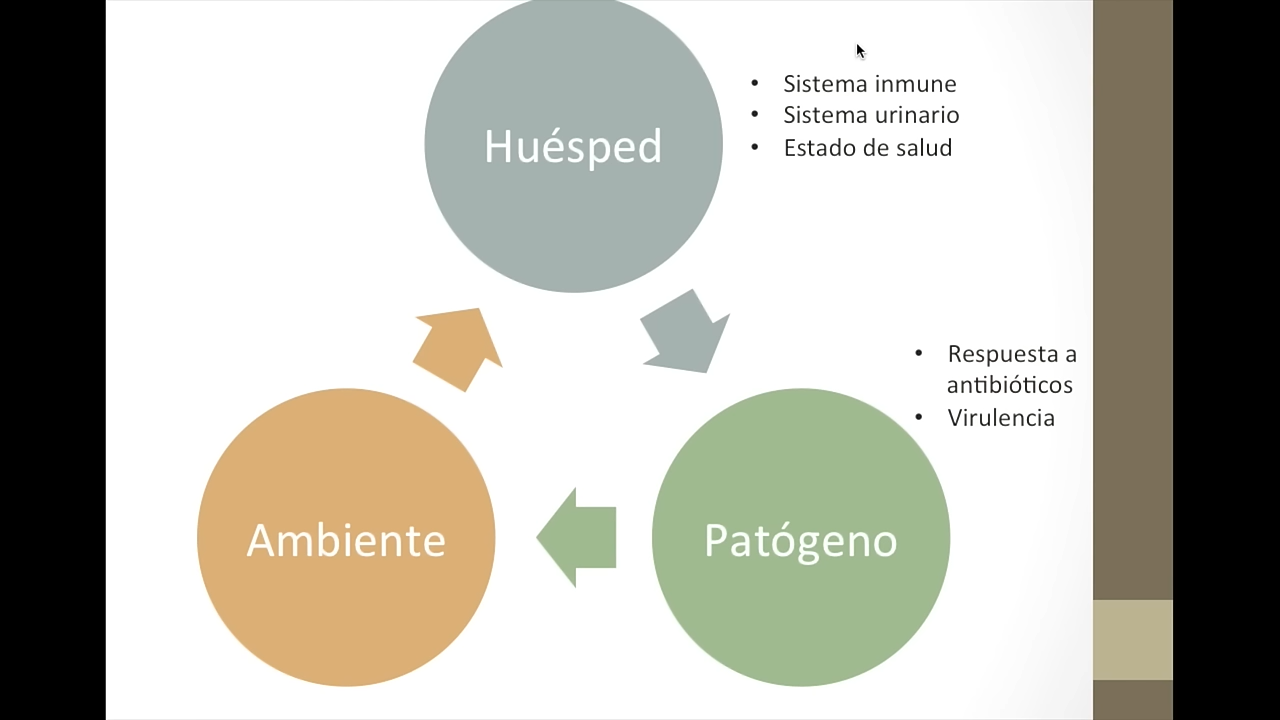 Huésped
• Sistema inmune
• Sistema urinario
• Estado de salud
• Respuesta a
antibióticos
• Virulencia
Ambiente
Patógeno